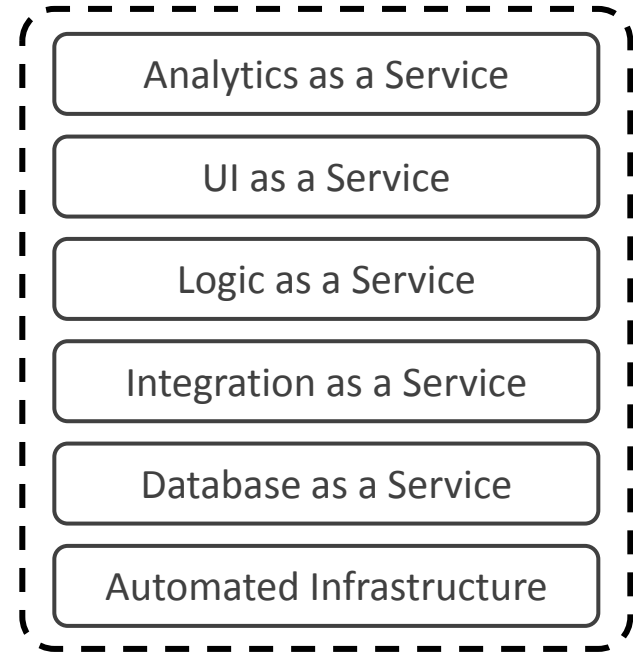 Analytics as a Service
UI as a Service
Logic as a Service
Integration as a Service
Database as a Service
Automated Infrastructure